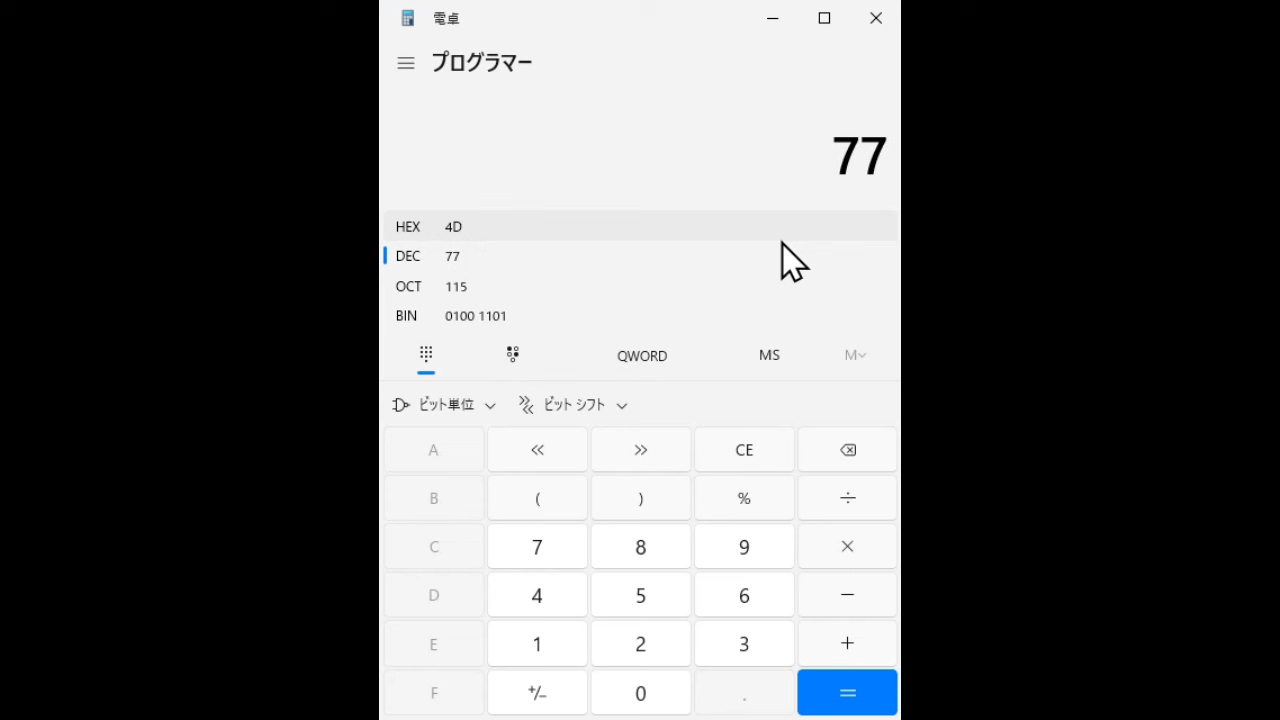 電卓
プログラマー
77
HEX 4D
DEC 77
OCT 115
BIN 0100 1101
QWORD MS M
ビット単位 ビット シフト
A « » CE
B ( ) % ÷
C 7 8 9 ×
D 4 5 6 −
E 1 2 3 +
F +/− 0 . =